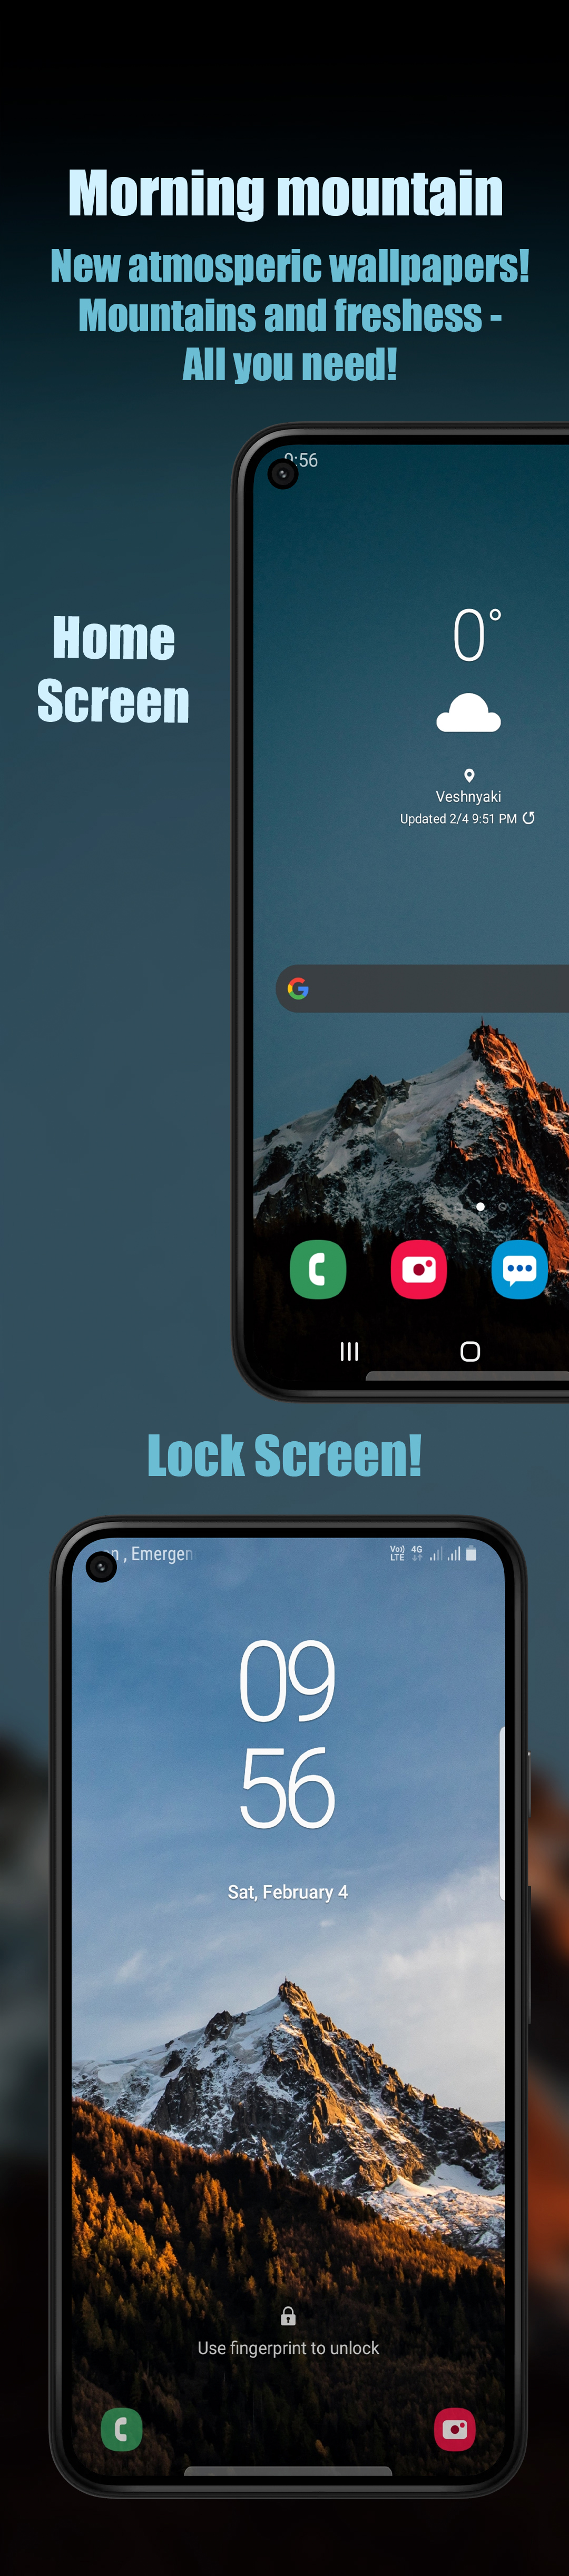 Morning mountain
New atmosperic wallpapers!
Mountains and freshess -
All you need!
9:56
Home
Screen
0°
Veshnyaki
Updated 2/4 9:51 PM
Lock Screen!
, Emergen
Vo)) LTE 4G
09
56
Sat, February 4
Use fingerprint to unlock